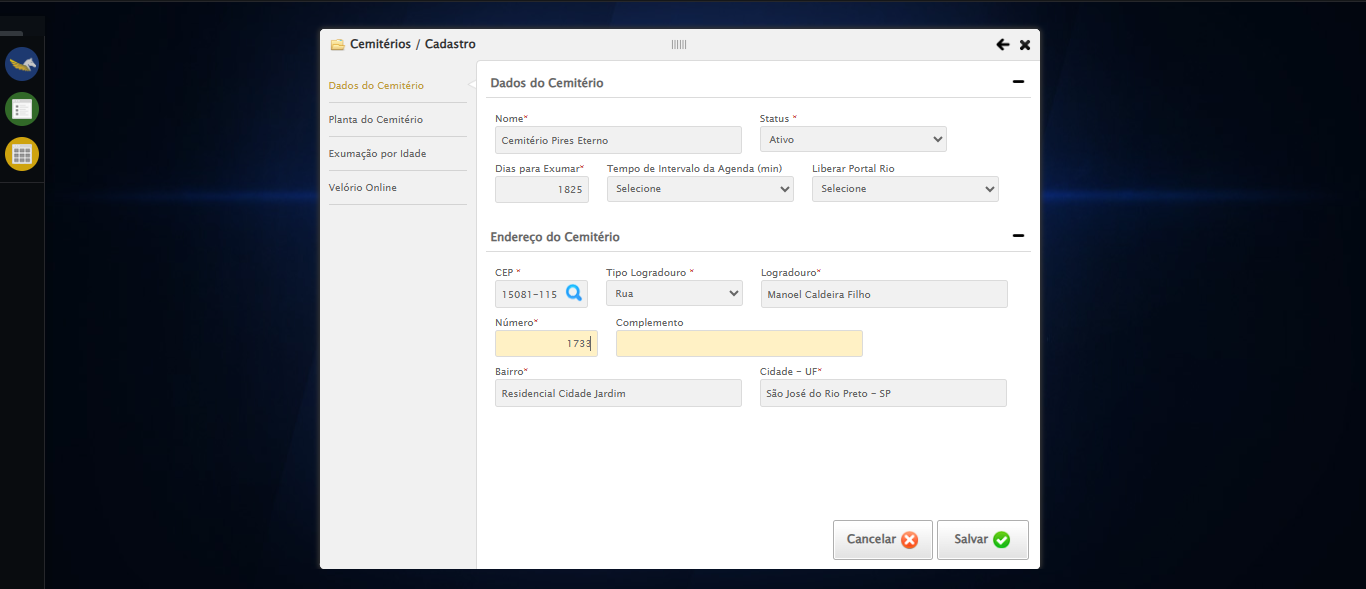 Cemitérios / Cadastro
Dados do Cemitério
Planta do Cemitério
Exumação por Idade
Velório Online
Dados do Cemitério
Nome* Status *
Cemitério Pires Eterno Ativo
Dias para Exumar* Tempo de Intervalo da Agenda (min) Liberar Portal Rio
1825 Selecione Selecione
Endereço do Cemitério
CEP * Tipo Logradouro * Logradouro*
15081-115 Rua Manoel Caldeira Filho
Número* Complemento
1733
Bairro* Cidade - UF*
Residencial Cidade Jardim São José do Rio Preto - SP
Cancelar Salvar